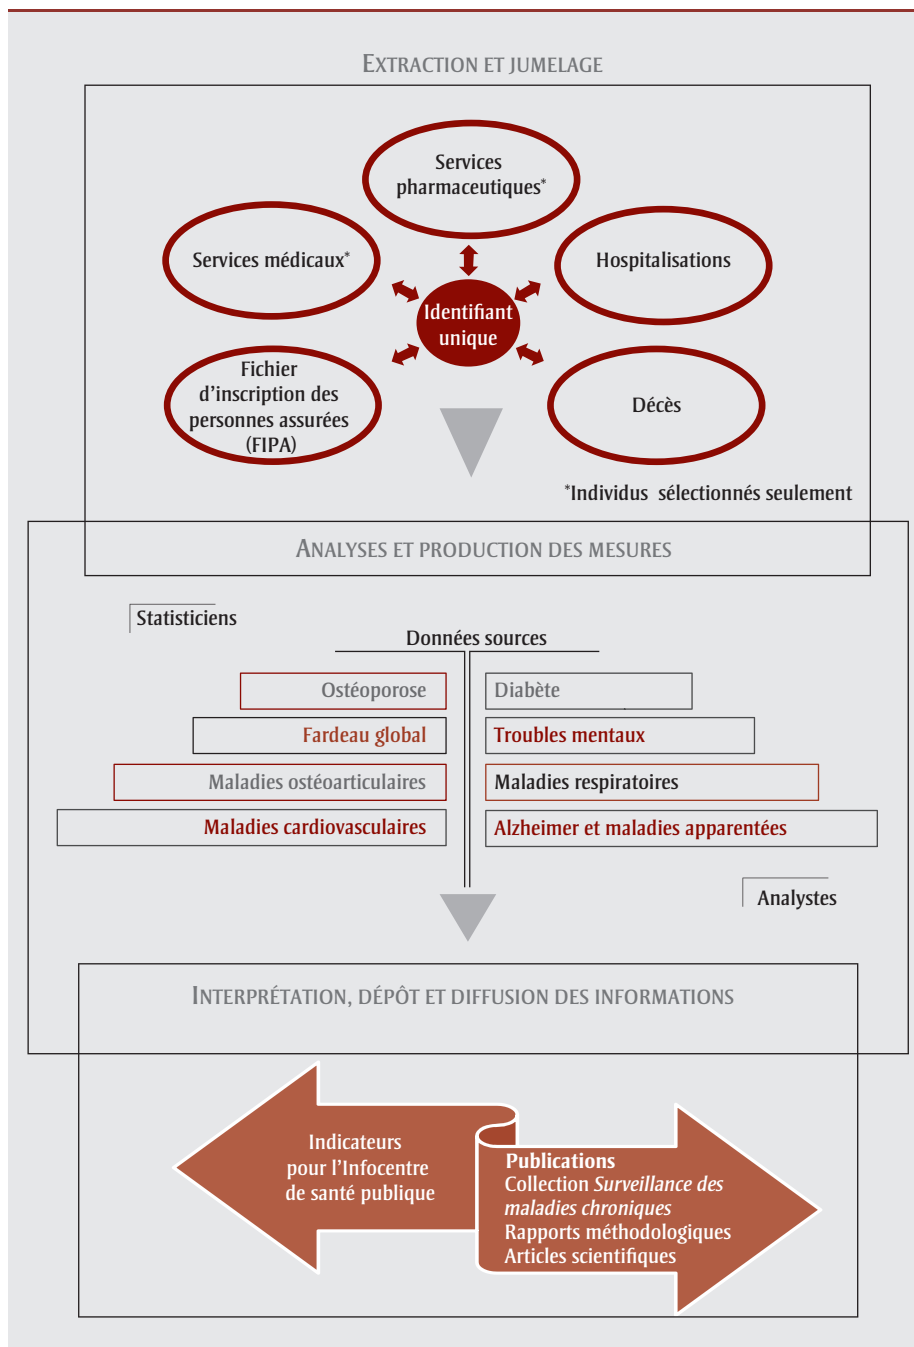 EXTRACTION ET JUMELAGE
Services
pharmaceutiques*
Services médicaux*
Hospitalisations
Identifiant
unique
Fichier
d'inscription des
personnes assurées
(FIPA)
Décès
*Individus sélectionnés seulement
ANALYSES ET PRODUCTION DES MESURES
Statisticiens
Données sources
Ostéoporose
Diabète
Fardeau global
Troubles mentaux
Maladies ostéoarticulaires
Maladies respiratoires
Maladies cardiovasculaires
Alzheimer et maladies apparentées
Analystes
INTERPRÉTATION, DÉPÔT ET DIFFUSION DES INFORMATIONS
Indicateurs
pour l'Infocentre
de santé publique
Publications
Collection Surveillance des
maladies chroniques
Rapports méthodologiques
Articles scientifiques